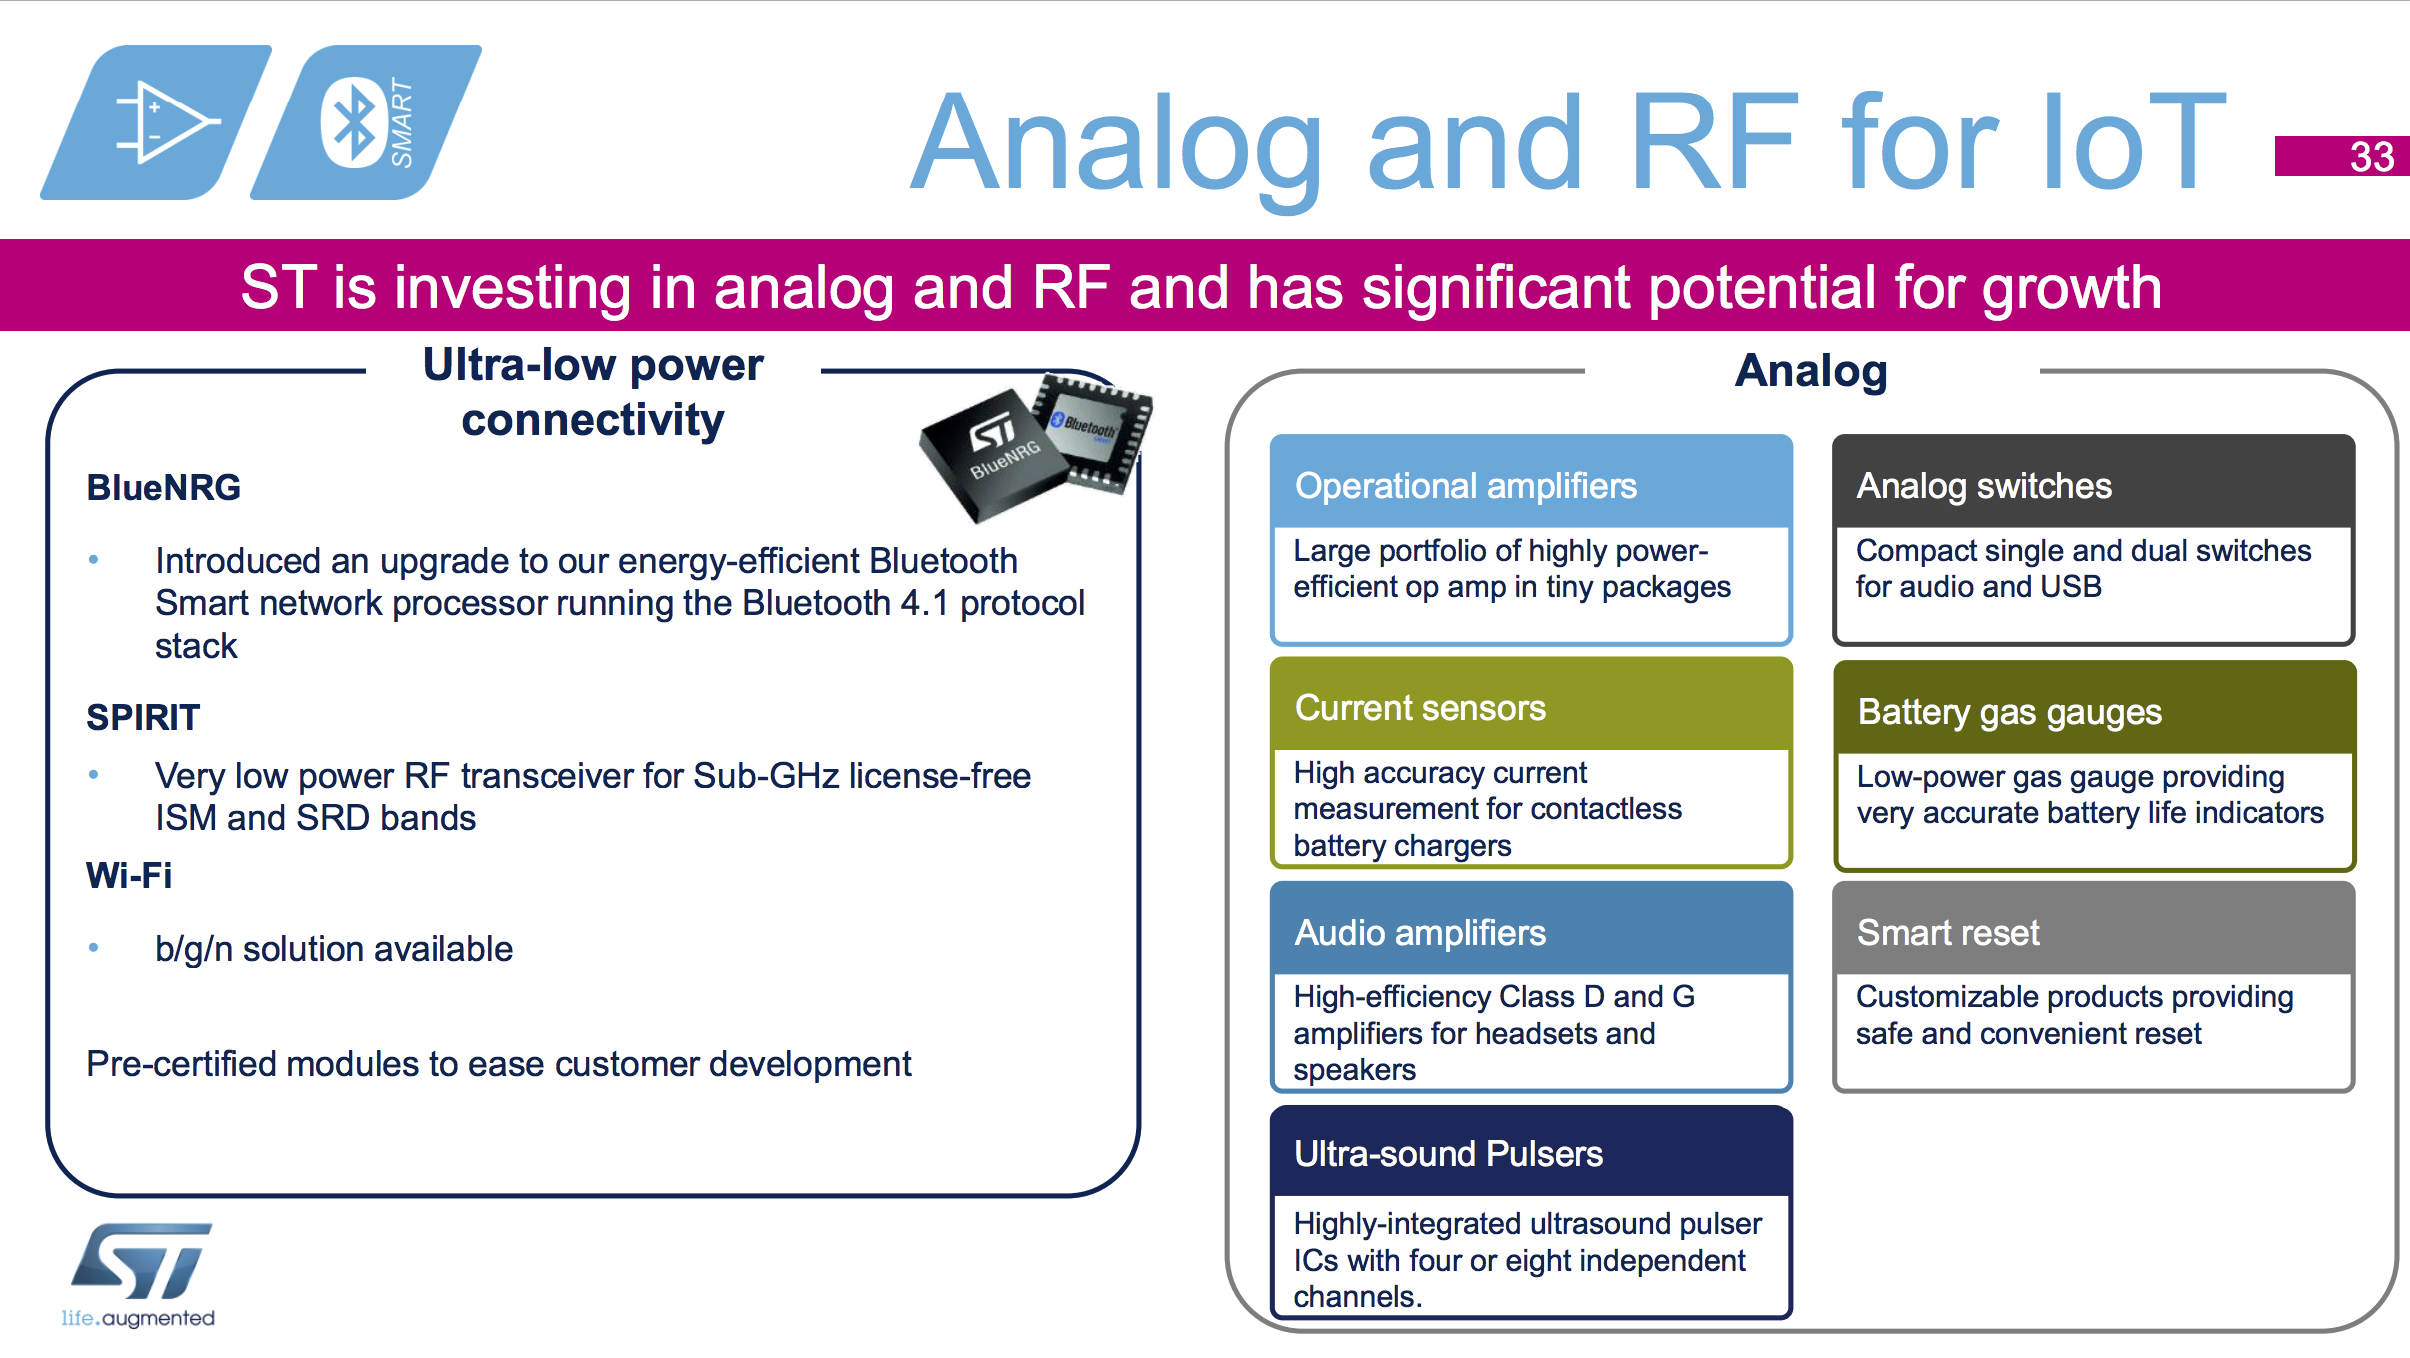 SMART
Analog and RF for IoT
33
ST is investing in analog and RF and has significant potential for growth
Ultra-low power
connectivity
ST
BlueNRG
Bluetooth
BlueNRG
• Introduced an upgrade to our energy-efficient Bluetooth
Smart network processor running the Bluetooth 4.1 protocol
stack
SPIRIT
• Very low power RF transceiver for Sub-GHz license-free
ISM and SRD bands
Wi-Fi
• b/g/n solution available
Pre-certified modules to ease customer development
Analog
Operational amplifiers
Large portfolio of highly power-
efficient op amp in tiny packages
Analog switches
Compact single and dual switches
for audio and USB
Current sensors
High accuracy current
measurement for contactless
battery chargers
Battery gas gauges
Low-power gas gauge providing
very accurate battery life indicators
Audio amplifiers
High-efficiency Class D and G
amplifiers for headsets and
speakers
Smart reset
Customizable products providing
safe and convenient reset
Ultra-sound Pulsers
Highly-integrated ultrasound pulser
ICs with four or eight independent
channels.
ST
life.augmented